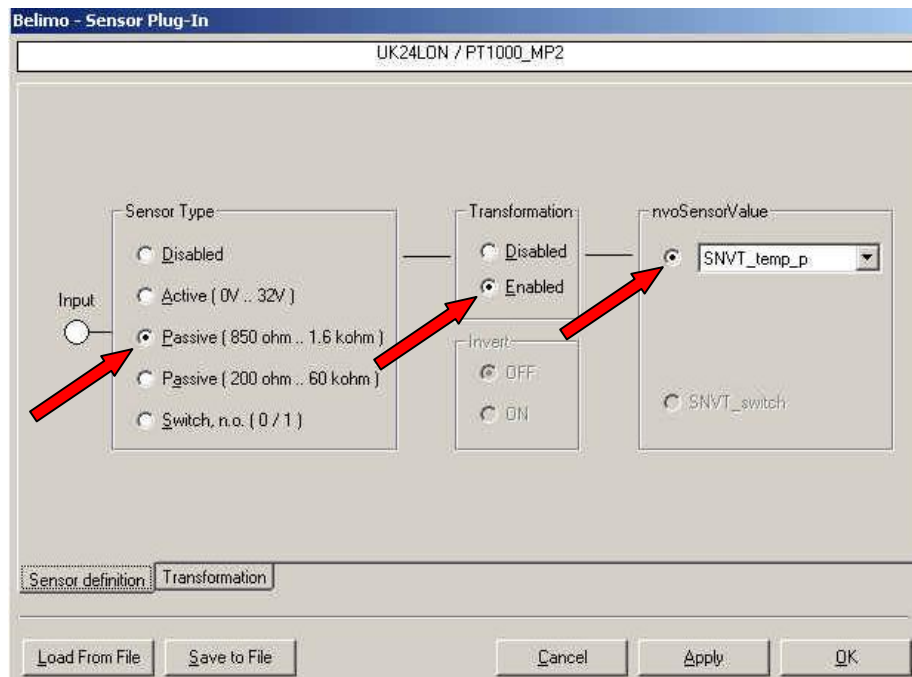 Belimo - Sensor Plug-In
UK24LON / PT1000_MP2
Sensor Type
Disabled
Active ( 0V .. 32V )
Passive ( 850 ohm .. 1.6 kohm )
Passive ( 200 ohm .. 60 kohm )
Switch, n.o. ( 0 / 1 )
Input
Transformation
Disabled
Enabled
Invert
OFF
ON
nvoSensorValue
SNVT_temp_p
SNVT_switch
Sensor definition
Transformation
Load From File
Save to File
Cancel
Apply
OK